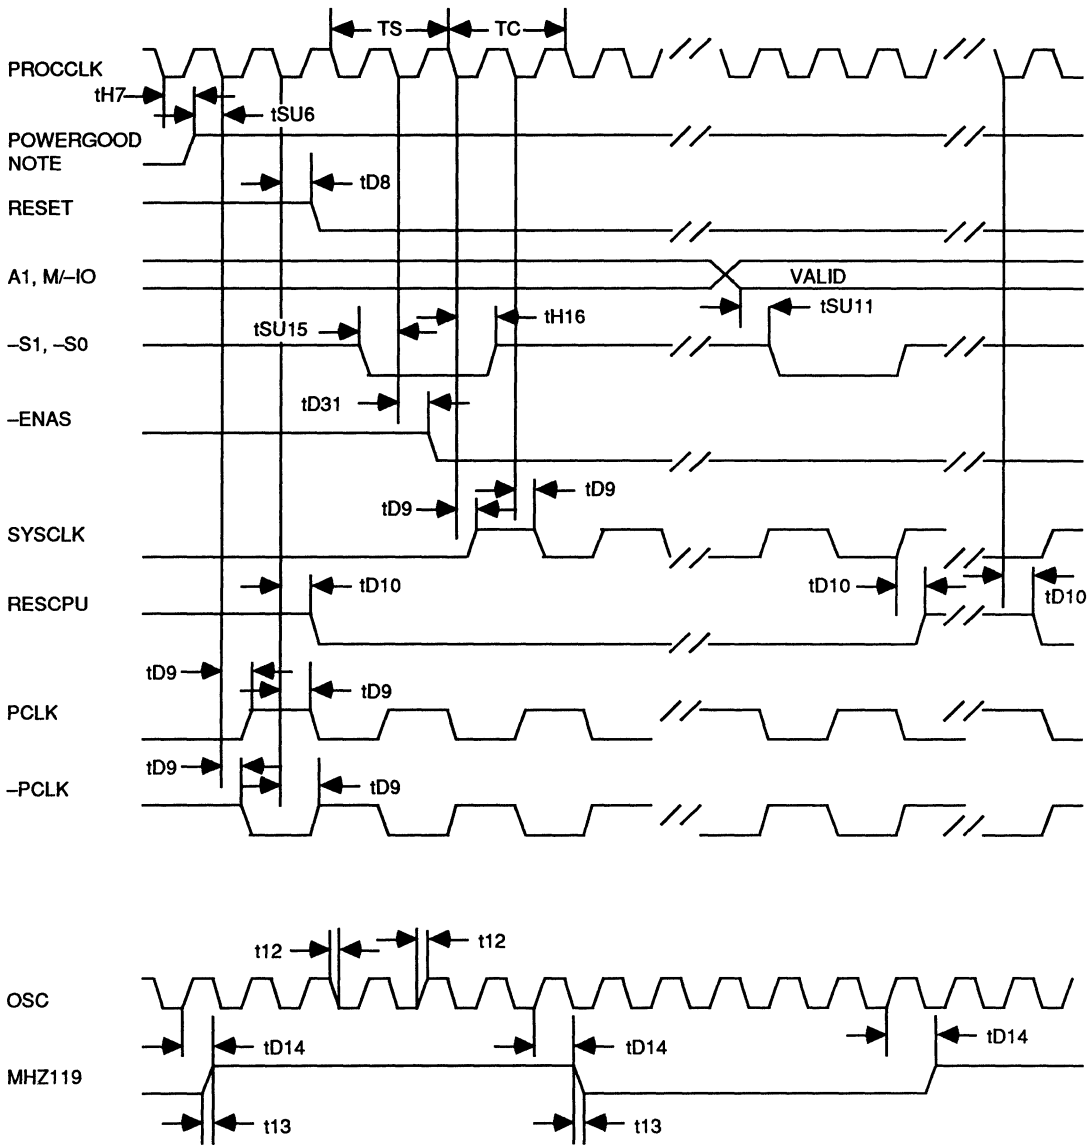 TS TC
PROCCLK
tH7
tSU6
POWERGOOD
NOTE
tD8
RESET
A1, M/–IO VALID
tSU11
tSU15 tH16
–S1, –S0
tD31
–ENAS
tD9 tD9
SYSCLK
tD10 tD10 tD10
RESCPU
tD9
tD9
PCLK
tD9 tD9
–PCLK
t12 t12
OSC
tD14 tD14 tD14
MHZ119
t13 t13